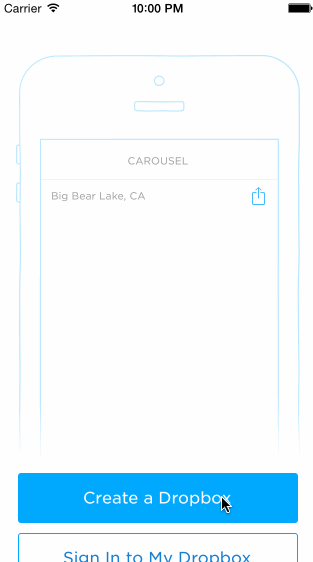 Carrier 10:00 PM
CAROUSEL
Big Bear Lake, CA
Create a Dropbox
Sign In to My Dropbox